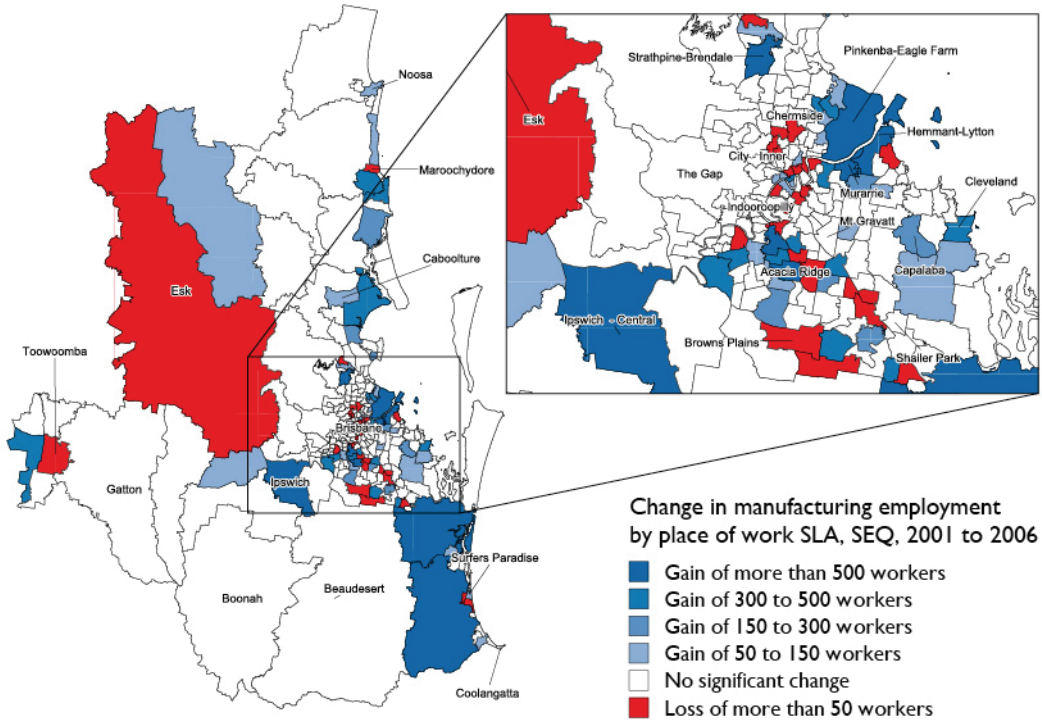 Noosa
Maroochydore
Caboolture
Esk
Toowoomba
Gatton
Brisbane
Ipswich
Boonah
Beaudesert
Surfers Paradise
Coolangatta
Strathpine-Brendale
Pinkenba-Eagle Farm
Esk
Chermside
Hemmant-Lytton
City - Inner
The Gap
Murarrie
Cleveland
Indooroopilly
Mt Gravatt
Acacia Ridge
Capalaba
Ipswich - Central
Browns Plains
Shailer Park
Change in manufacturing employment
by place of work SLA, SEQ, 2001 to 2006
Gain of more than 500 workers
Gain of 300 to 500 workers
Gain of 150 to 300 workers
Gain of 50 to 150 workers
No significant change
Loss of more than 50 workers